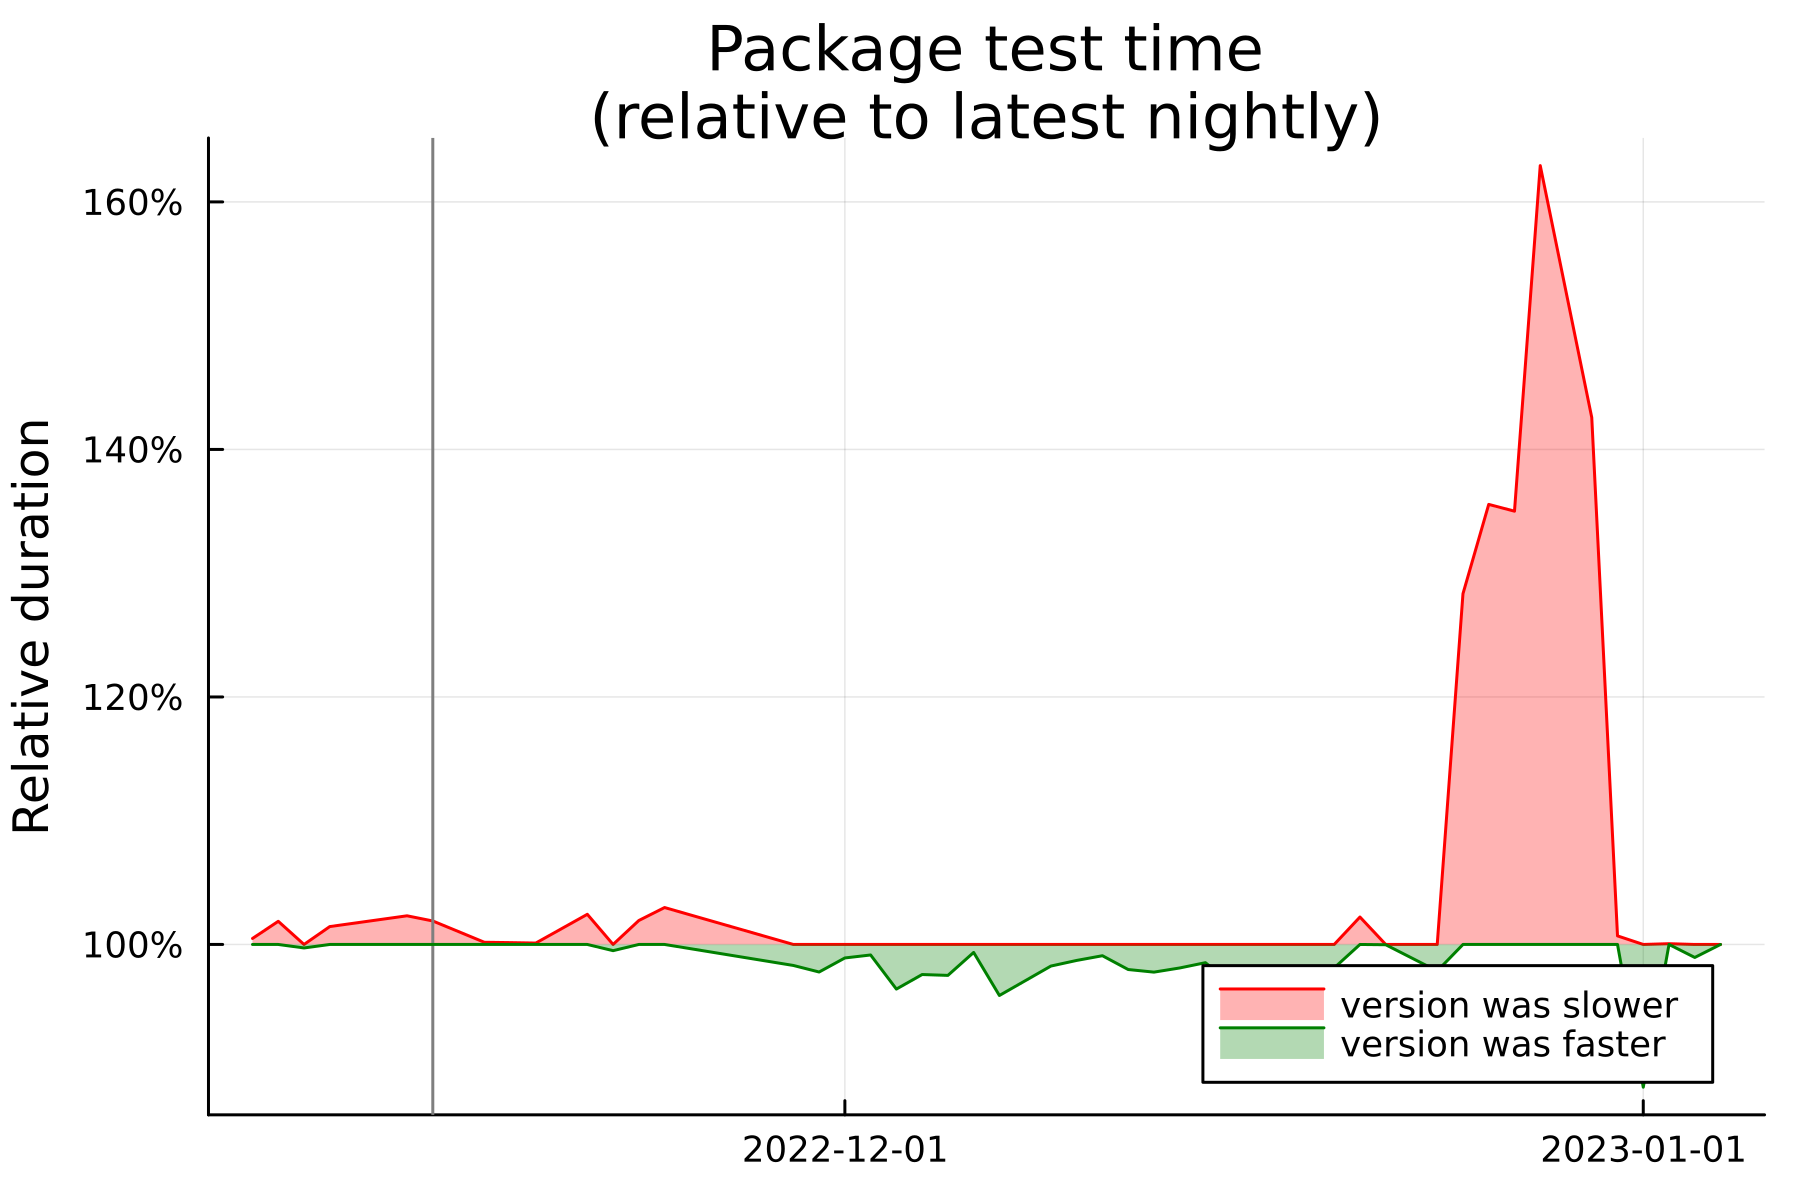 Package test time
(relative to latest nightly)
Relative duration
160%
140%
120%
100%
version was slower
version was faster
2022-12-01
2023-01-01